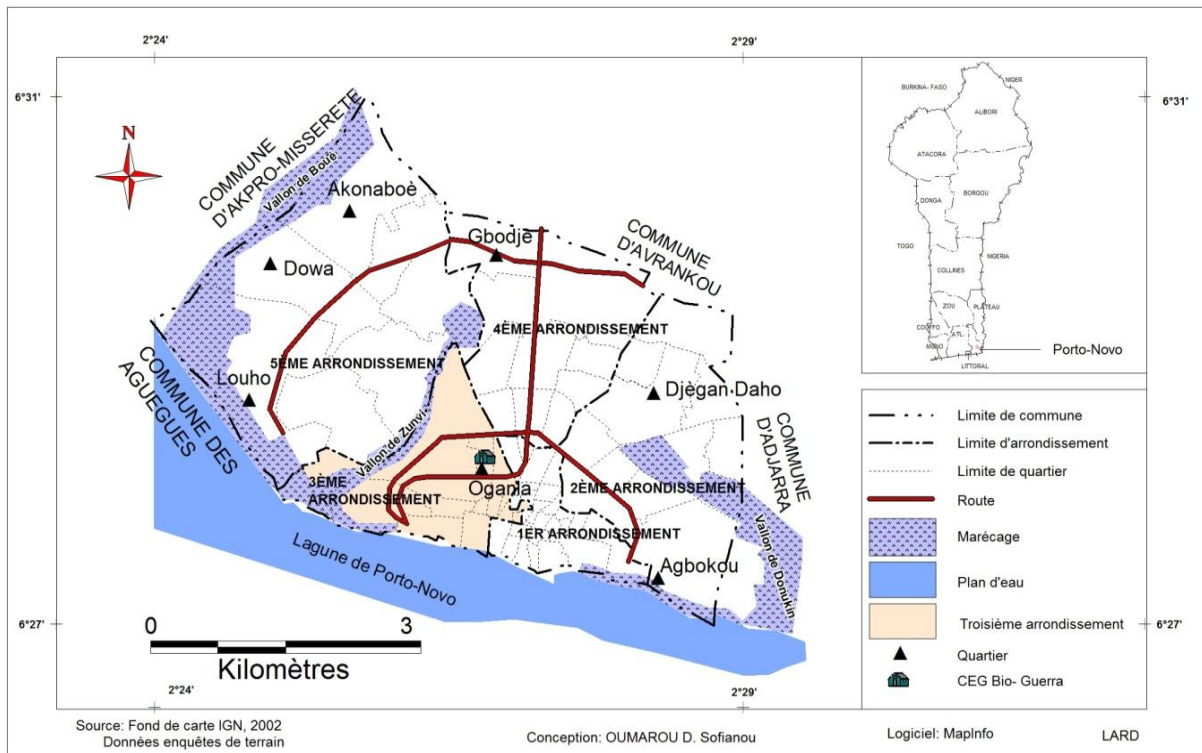 2°24'
2°29'
6°31'
6°31'
N
COMMUNE
D'AKPRO-MISSERETE
Vallon de Boué
Akonaboè
Dowa
Gbodjè
COMMUNE
D'AVRANKOU
4ÈME ARRONDISSEMENT
5ÈME ARRONDISSEMENT
COMMUNE DES
AGUEGUES
Louho
Djègan Daho
Vallon de Zunvi
COMMUNE
D'ADJARRA
3ÈME
ARRONDISSEMENT
Oganla
2ÈME ARRONDISSEMENT
1ER ARRONDISSEMENT
Vallon de Donukin
Agbokou
Lagune de Porto-Novo
6°27'
6°27'
0 3
Kilomètres
2°24'
2°29'
BURKINA- FASO
NIGER
ALIBORI
ATACORA
BORGOU
DONGA
TOGO
NIGERIA
COLLINES
ZOU
PLATEAU
COUFFO
ATL
MONO
LITTORAL
Porto-Novo
Limite de commune
Limite d'arrondissement
Limite de quartier
Route
Marécage
Plan d'eau
Troisième arrondissement
Quartier
CEG Bio- Guerra
Source: Fond de carte IGN, 2002
Données enquêtes de terrain
Conception: OUMAROU D. Sofianou
Logiciel: MapInfo
LARD